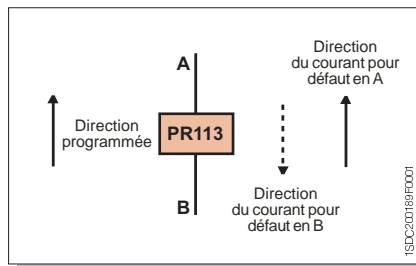 A
Direction
du courant pour
défaut en A
Direction
programmée
PR113
B
Direction
du courant pour
défaut en B
1SDC200189F0001